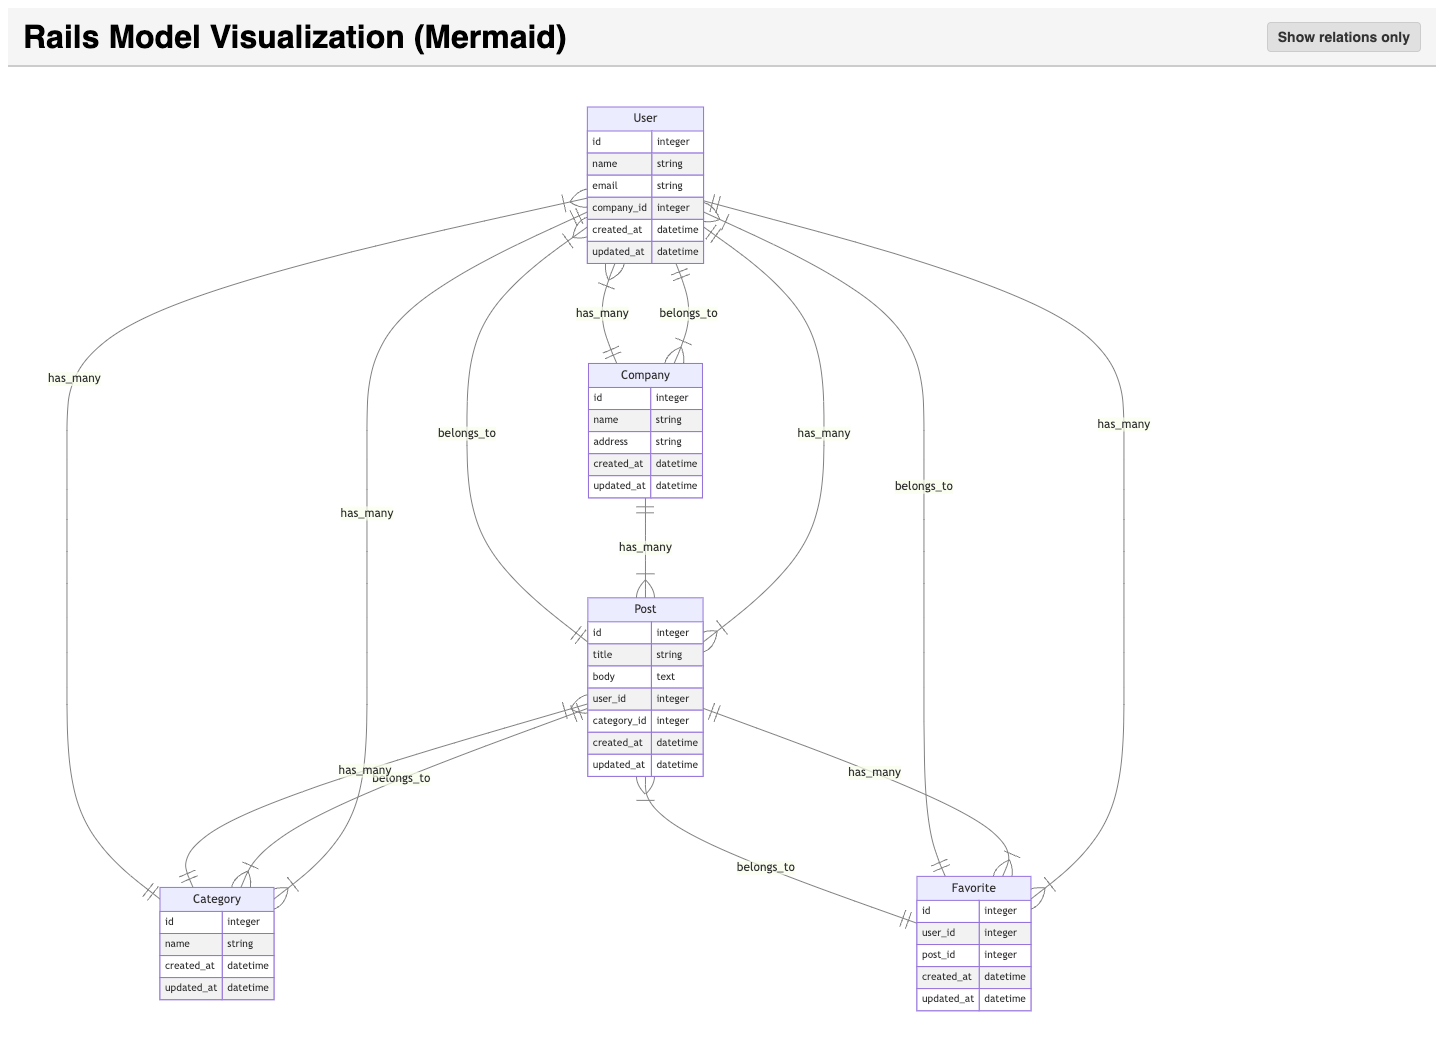 Rails Model Visualization (Mermaid)
Show relations only
User
id integer
name string
email string
company_id integer
created_at datetime
updated_at datetime
has_many
belongs_to
Company
id integer
name string
address string
created_at datetime
updated_at datetime
has_many
has_many
belongs_to
has_many
belongs_to
has_many
has_many
Post
id integer
title string
body text
user_id integer
category_id integer
created_at datetime
updated_at datetime
has_many
belongs_to
has_many
belongs_to
Category
id integer
name string
created_at datetime
updated_at datetime
Favorite
id integer
user_id integer
post_id integer
created_at datetime
updated_at datetime